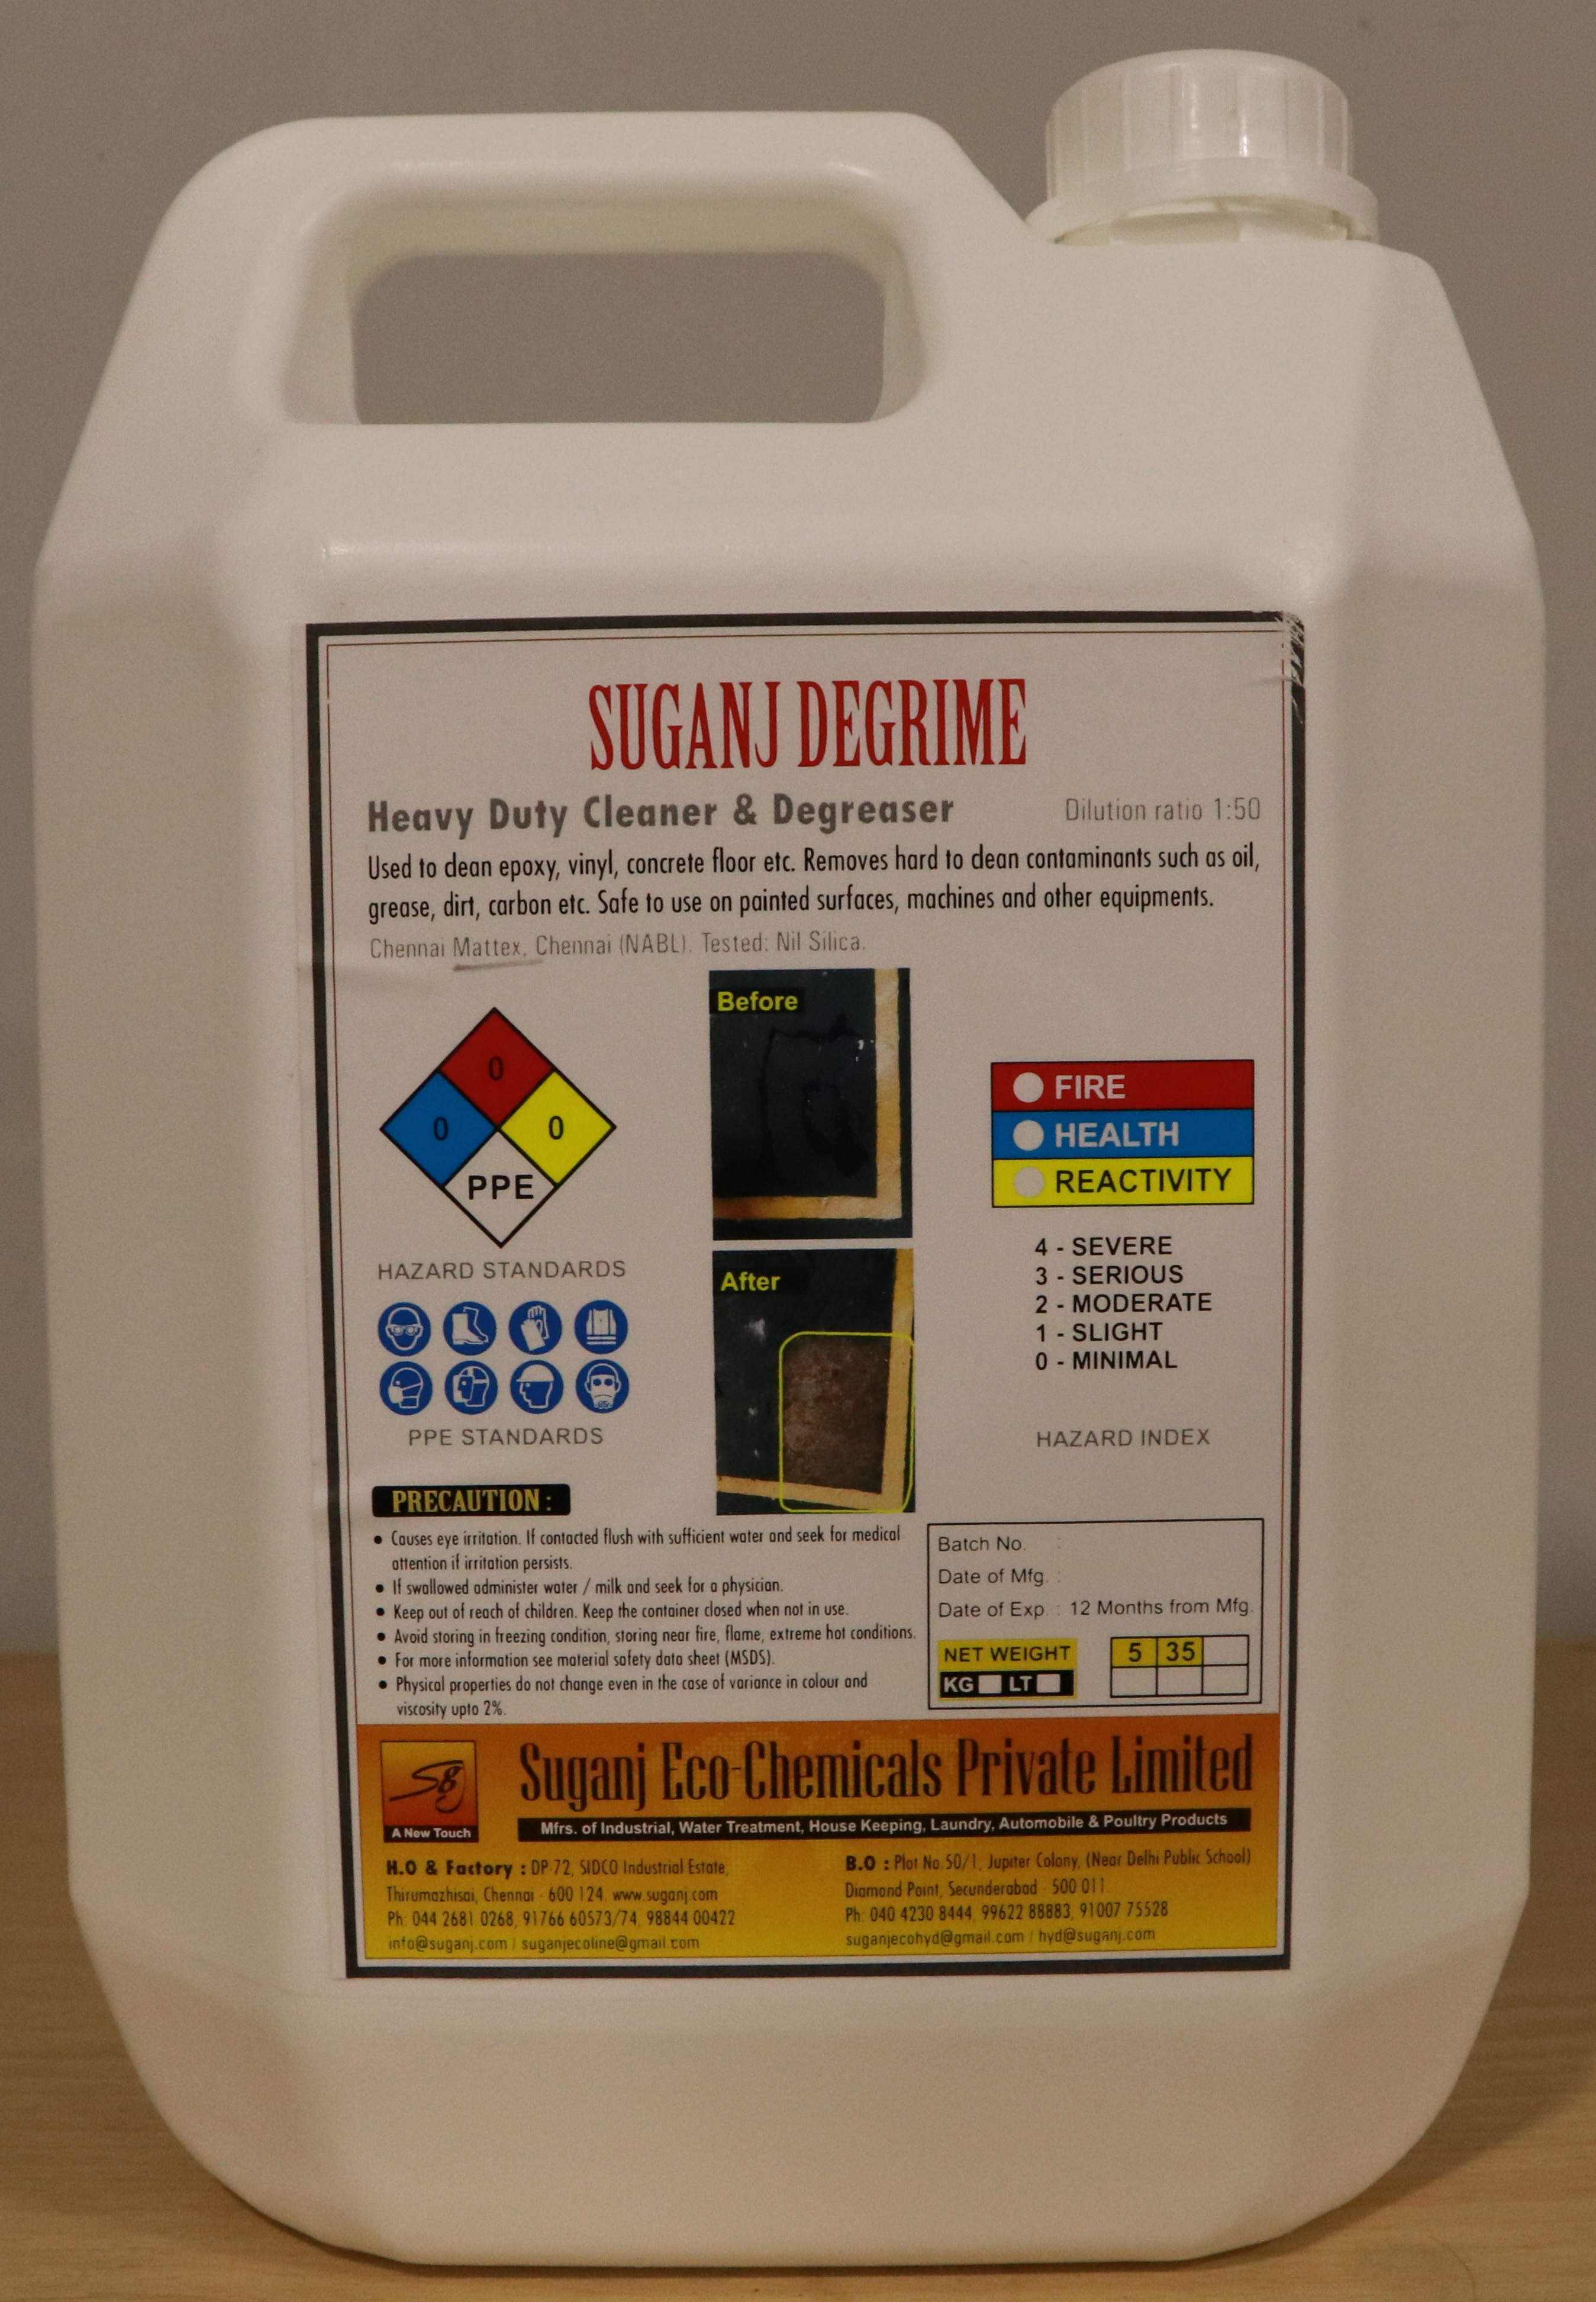 SUGANJ DEGRIME
Heavy Duty Cleaner & Degreaser
Dilution ratio 1:50
Used to clean epoxy, vinyl, concrete floor etc. Removes hard to clean contaminants such as oil,
grease, dirt, carbon etc. Safe to use on painted surfaces, machines and other equipments.
Chennai Mattex, Chennai (NABL). Tested: Nil Silica.
0
0
0
PPE
HAZARD STANDARDS
PPE STANDARDS
Before
After
FIRE
HEALTH
REACTIVITY
4 - SEVERE
3 - SERIOUS
2 - MODERATE
1 - SLIGHT
0 - MINIMAL
HAZARD INDEX
PRECAUTION :
• Causes eye irritation. If contacted flush with sufficient water and seek for medical
attention if irritation persists.
• If swallowed administer water / milk and seek for a physician.
• Keep out of reach of children. Keep the container closed when not in use.
• Avoid storing in freezing condition, storing near fire, flame, extreme hot conditions.
• For more information see material safety data sheet (MSDS).
• Physical properties do not change even in the case of variance in colour and
viscosity upto 2%.
Batch No. :
Date of Mfg. :
Date of Exp. : 12 Months from Mfg.
NET WEIGHT
KG LT
5 35
SBJ
A New Touch
Suganj Eco-Chemicals Private Limited
Mfrs. of Industrial, Water Treatment, House Keeping, Laundry, Automobile & Poultry Products
H.O & Factory : DP-72, SIDCO Industrial Estate,
Thirumazhisai, Chennai - 600 124. www.suganj.com
Ph: 044 2681 0268, 91766 60573/74, 98844 00422
info@suganj.com / suganjecoline@gmail.com
B.O : Plot No.50/1, Jupiter Colony, (Near Delhi Public School)
Diamond Point, Secunderabad - 500 011.
Ph: 040 4230 8444, 99622 88883, 91007 75528
suganjecohyd@gmail.com / hyd@suganj.com